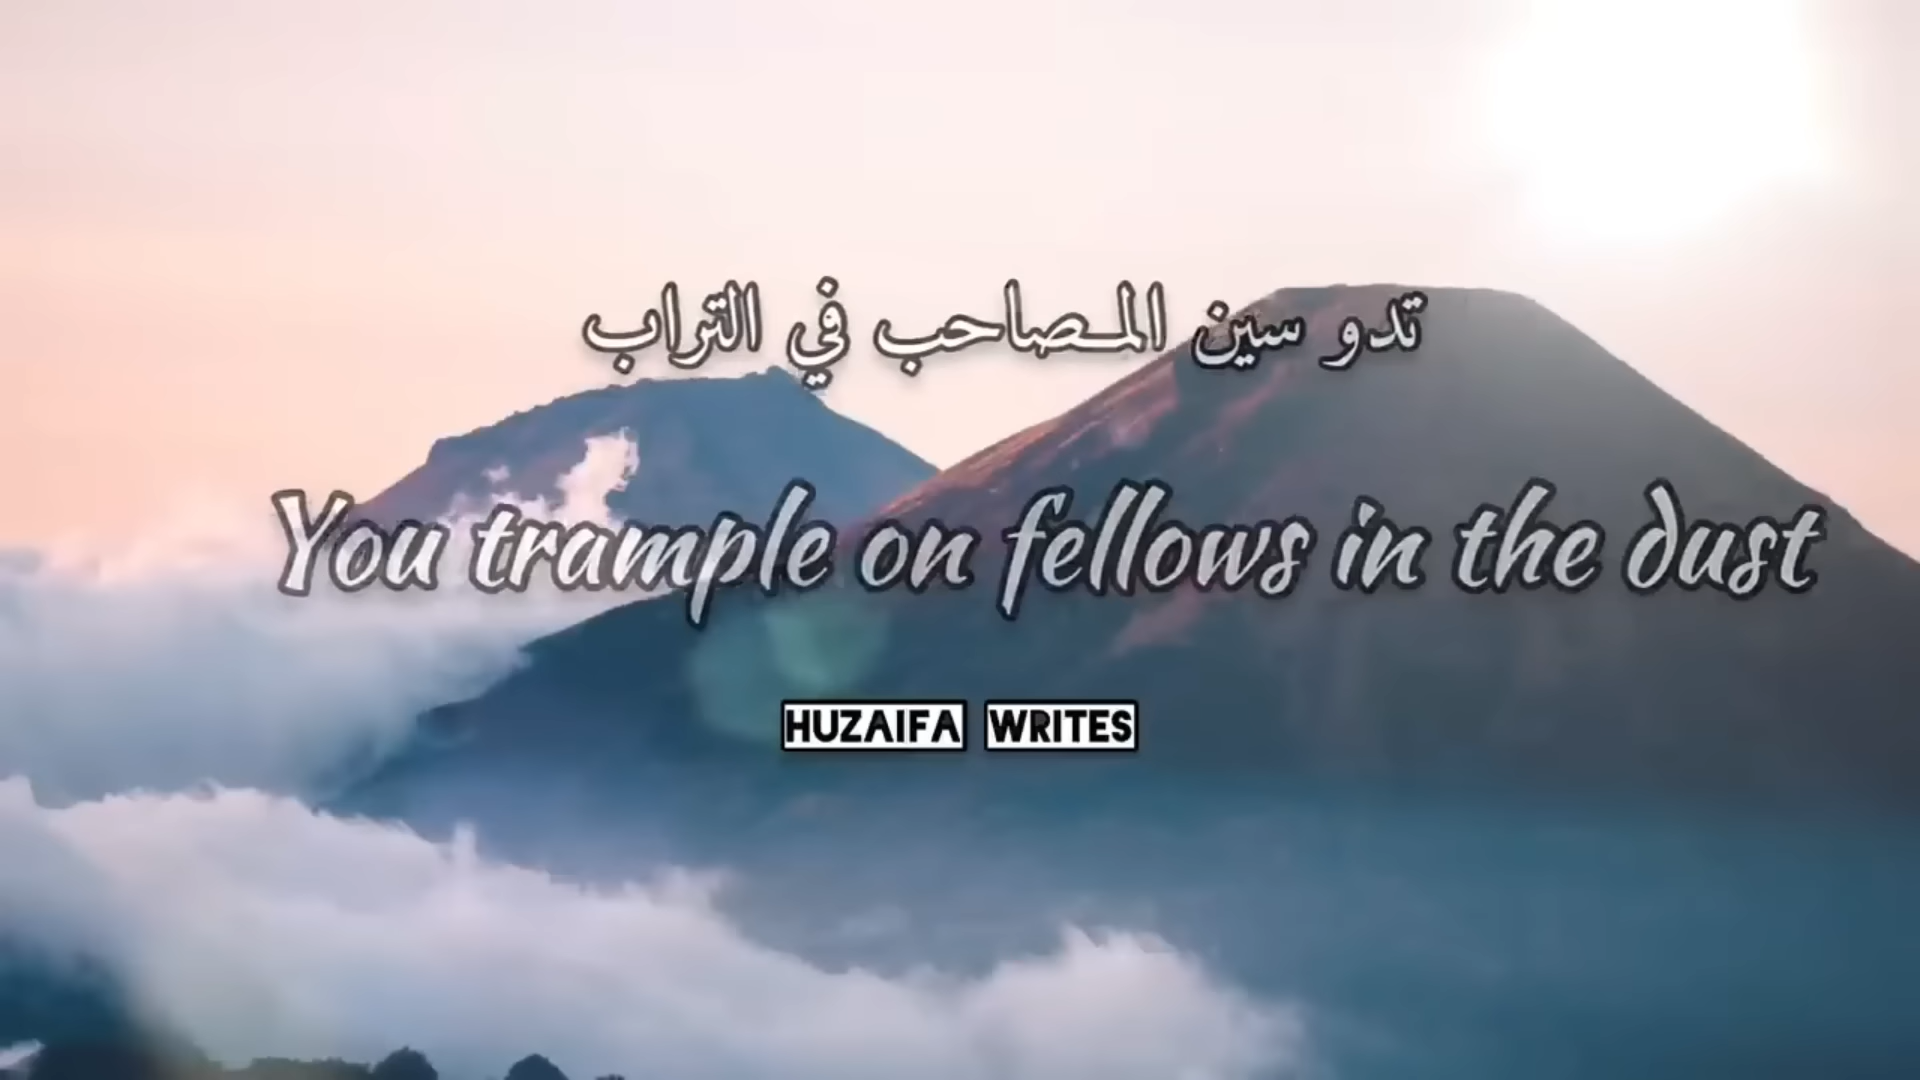 تدو سين المصاحب في التراب
You trample on fellows in the dust
HUZAIFA WRITES